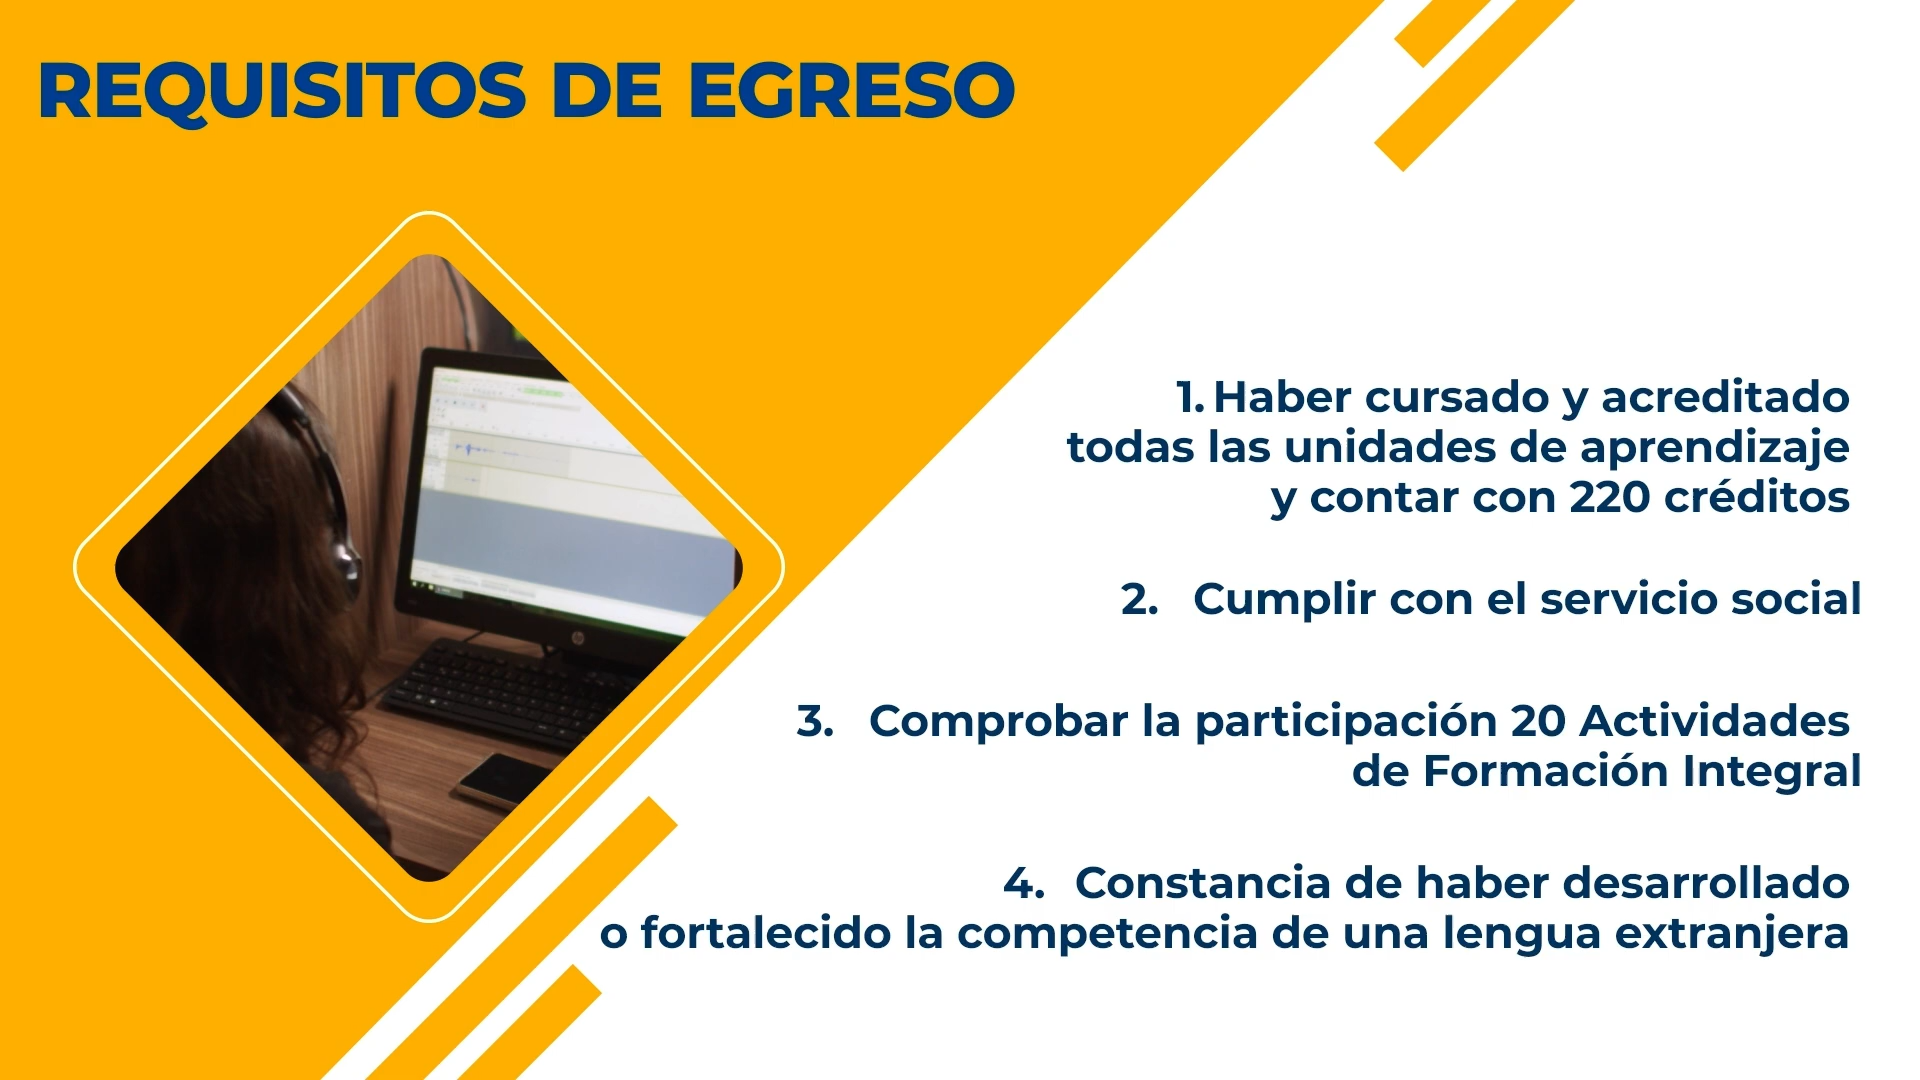 REQUISITOS DE EGRESO
1. Haber cursado y acreditado
todas las unidades de aprendizaje
y contar con 220 créditos
2. Cumplir con el servicio social
3. Comprobar la participación 20 Actividades
de Formación Integral
4. Constancia de haber desarrollado
o fortalecido la competencia de una lengua extranjera